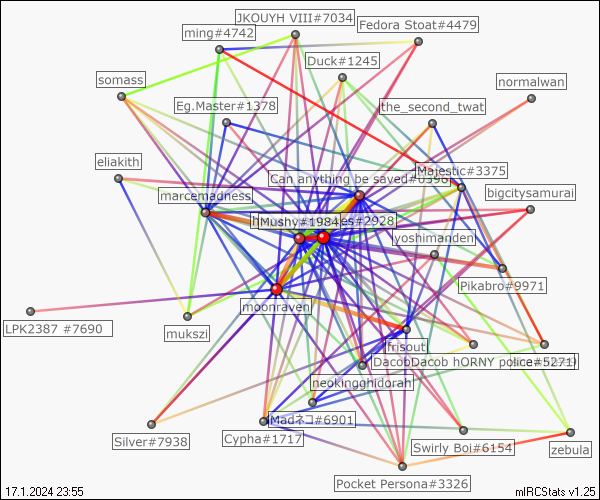 JKOUYH VIII#7034
Fedora Stoat#4479
ming#4742
Duck#1245
somass
normalwan
Eg.Master#1378
the_second_twat
eliakith
Majestic#3375
Can anything be saved
marcemadness
bigcitysamurai
Mushy#1984
#2928
yoshimanden
Pikabro#9971
moonraven
LPK2387 #7690
mukszi
frisout
DacobDacob hORNY police#5271
neokingghidorah
Madネコ#6901
Silver#7938
Cypha#1717
Swirly Boi#6154
zebula
Pocket Persona#3326
17.1.2024 23:55
mIRCStats v1.25